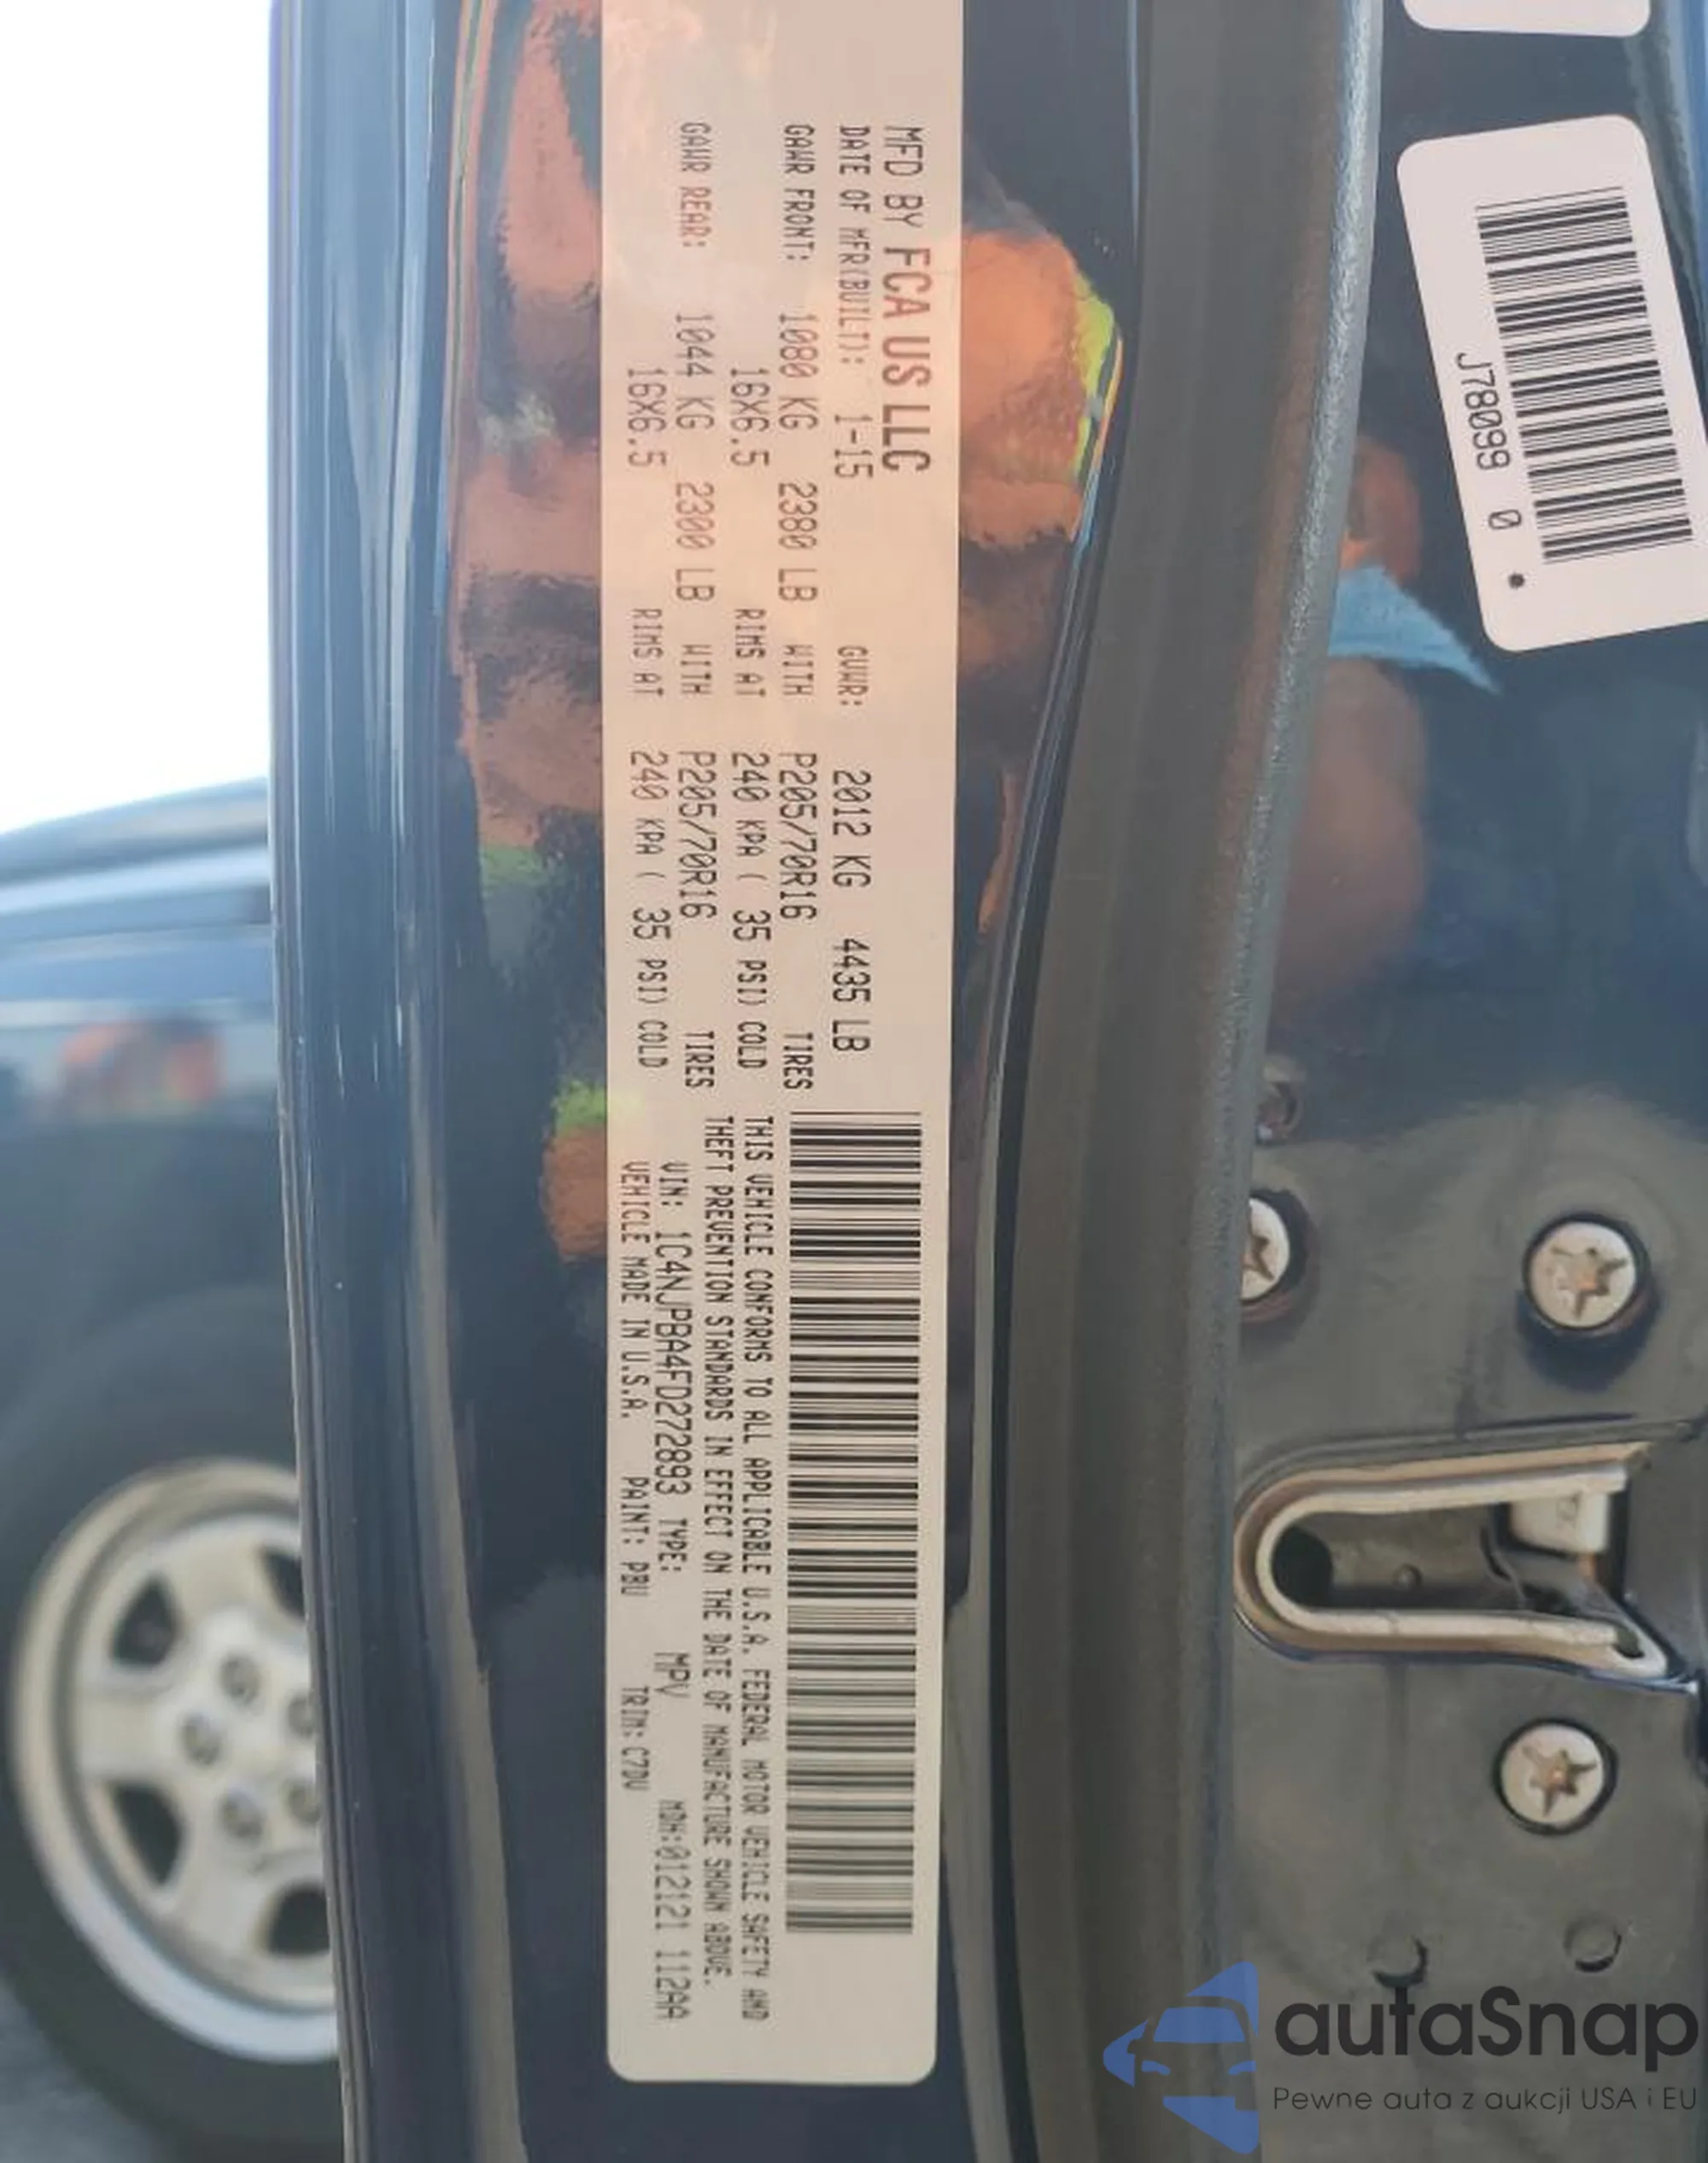 MFD BY FCA US LLC
DATE OF MFR(BUILT): 1-15 GVWR: 2012 KG 4435 LB
GAWR FRONT: 1080 KG 2380 LB WITH P205/70R16 TIRES
16X6.5 RIMS AT 240 KPA ( 35 PSI) COLD
GAWR REAR: 1044 KG 2300 LB WITH P205/70R16 TIRES
16X6.5 RIMS AT 240 KPA ( 35 PSI) COLD
THIS VEHICLE CONFORMS TO ALL APPLICABLE U.S.A. FEDERAL MOTOR VEHICLE SAFETY AND
THEFT PREVENTION STANDARDS IN EFFECT ON THE DATE OF MANUFACTURE SHOWN ABOVE.
VIN: 1C4NJPBA4FD272893 TYPE: MPV MDH:012121 112AA
VEHICLE MADE IN U.S.A. PAINT: PBU TRIM: C7DV
J78099 0 *
autaSnap
Pewne auta z aukcji USA i EU